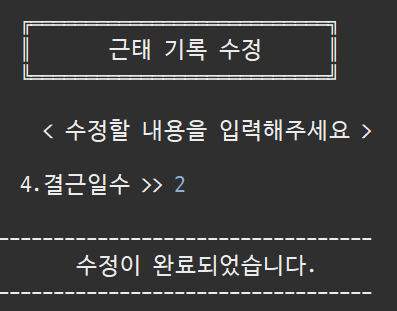 근태 기록 수정
< 수정할 내용을 입력해주세요 >
4.결근일수 >> 2
수정이 완료되었습니다.